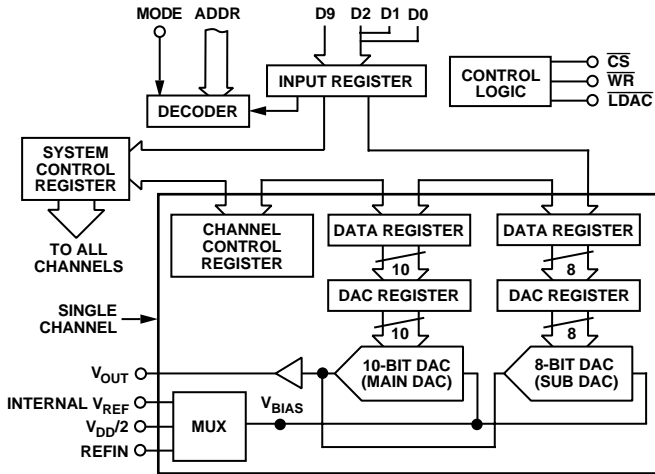 MODE ADDR D9 D2 D1 D0
INPUT REGISTER
CONTROL
LOGIC
CS
WR
LDAC
DECODER
SYSTEM
CONTROL
REGISTER
TO ALL
CHANNELS
CHANNEL
CONTROL
REGISTER
DATA REGISTER
DATA REGISTER
10
8
DAC REGISTER
DAC REGISTER
10
8
SINGLE
CHANNEL
10-BIT DAC
(MAIN DAC)
8-BIT DAC
(SUB DAC)
VOUT
INTERNAL VREF
VDD/2
REFIN
MUX
VBIAS